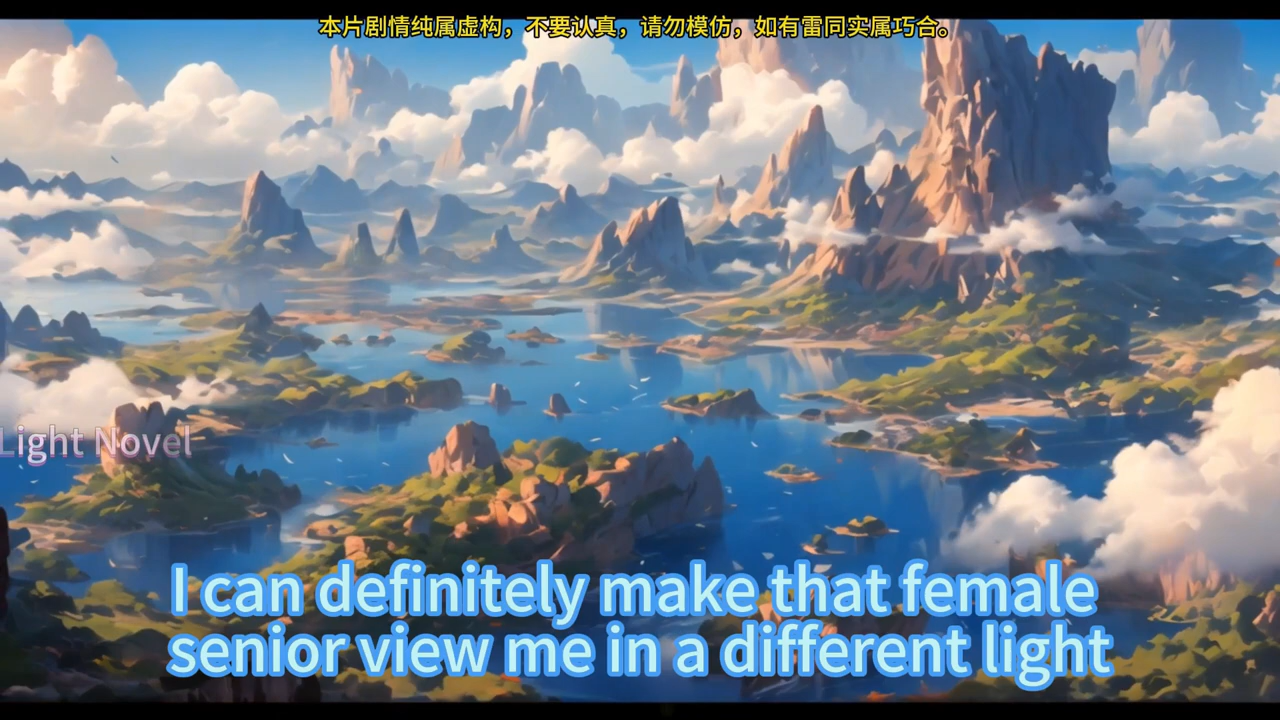 本片剧情纯属虚构，不要认真，请勿模仿，如有雷同实属巧合。
Light Novel
I can definitely make that female
senior view me in a different light